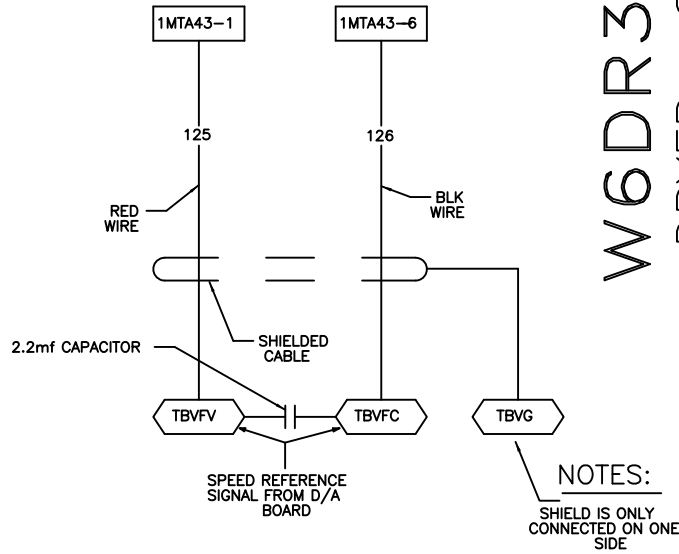 1MTA43-1
1MTA43-6
125
126
RED
WIRE
BLK
WIRE
2.2mf CAPACITOR
SHIELDED
CABLE
TBVFV
TBVFC
TBVG
SPEED REFERENCE
SIGNAL FROM D/A
BOARD
NOTES:
SHIELD IS ONLY
CONNECTED ON ONE
SIDE
W6DR3